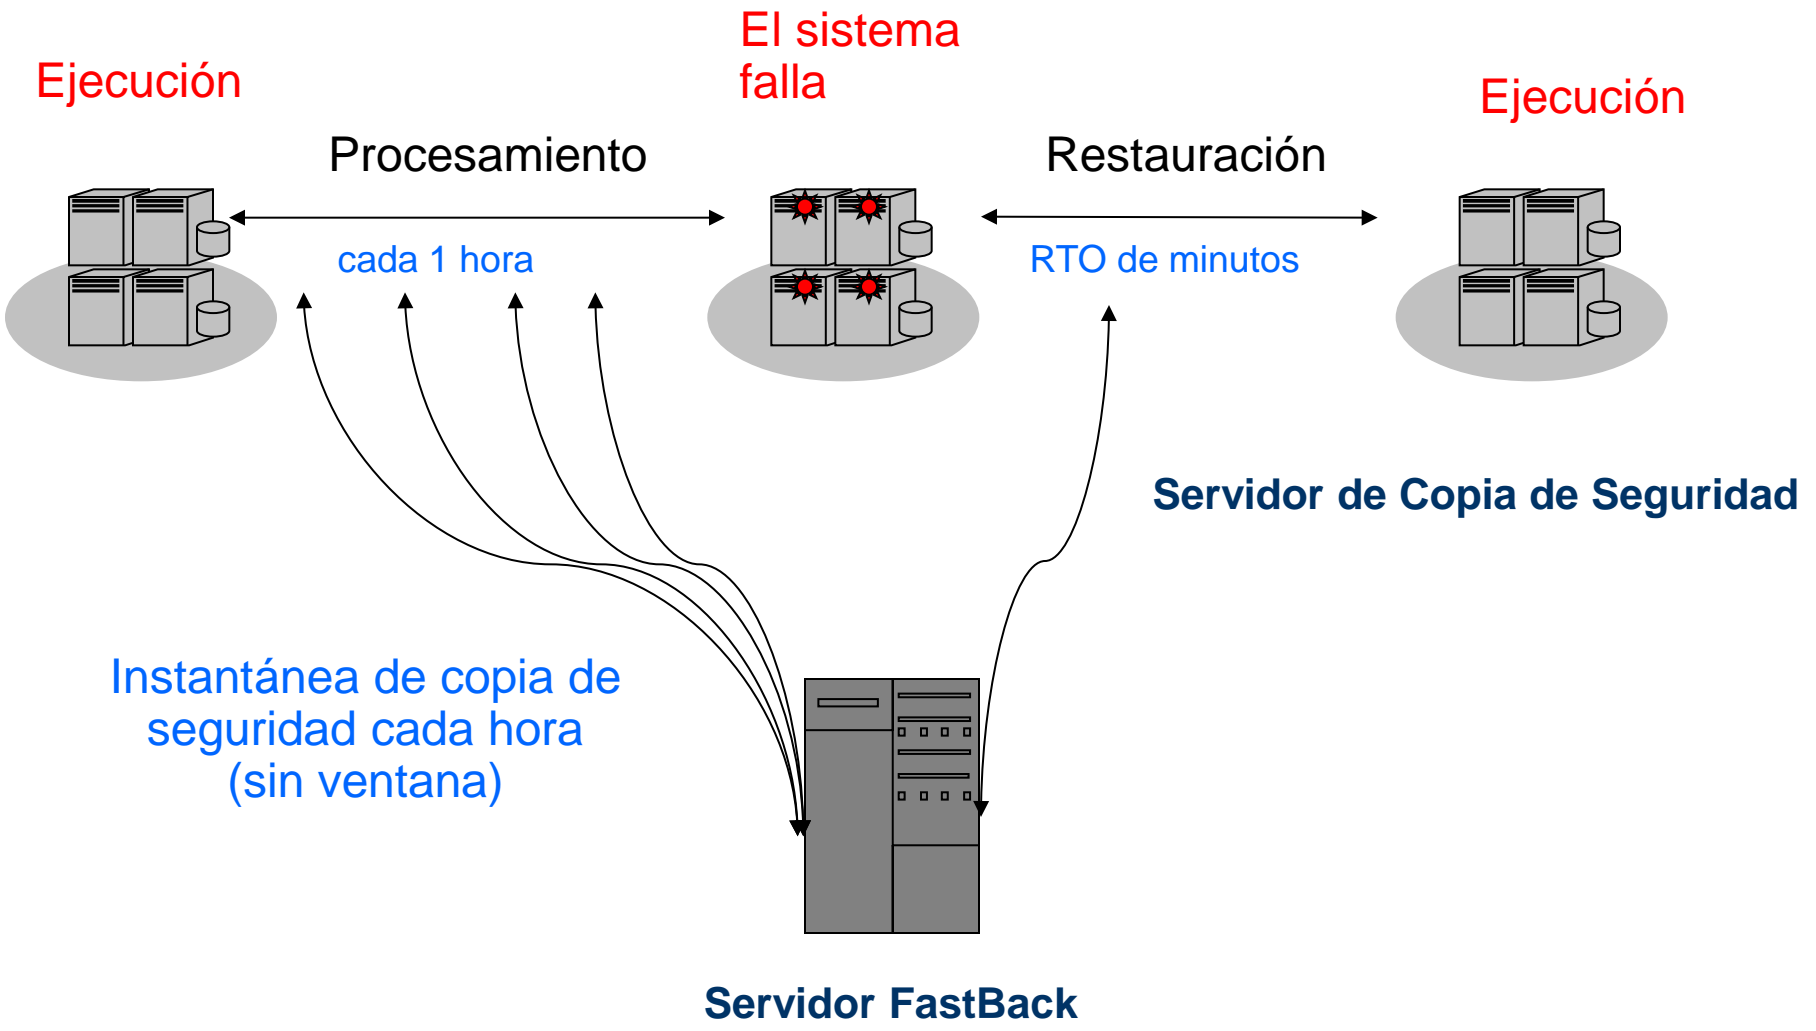 El sistema
falla
Ejecución
Ejecución
Procesamiento
Restauración
cada 1 hora
RTO de minutos
Servidor de Copia de Seguridad
Instantánea de copia de
seguridad cada hora
(sin ventana)
Servidor FastBack